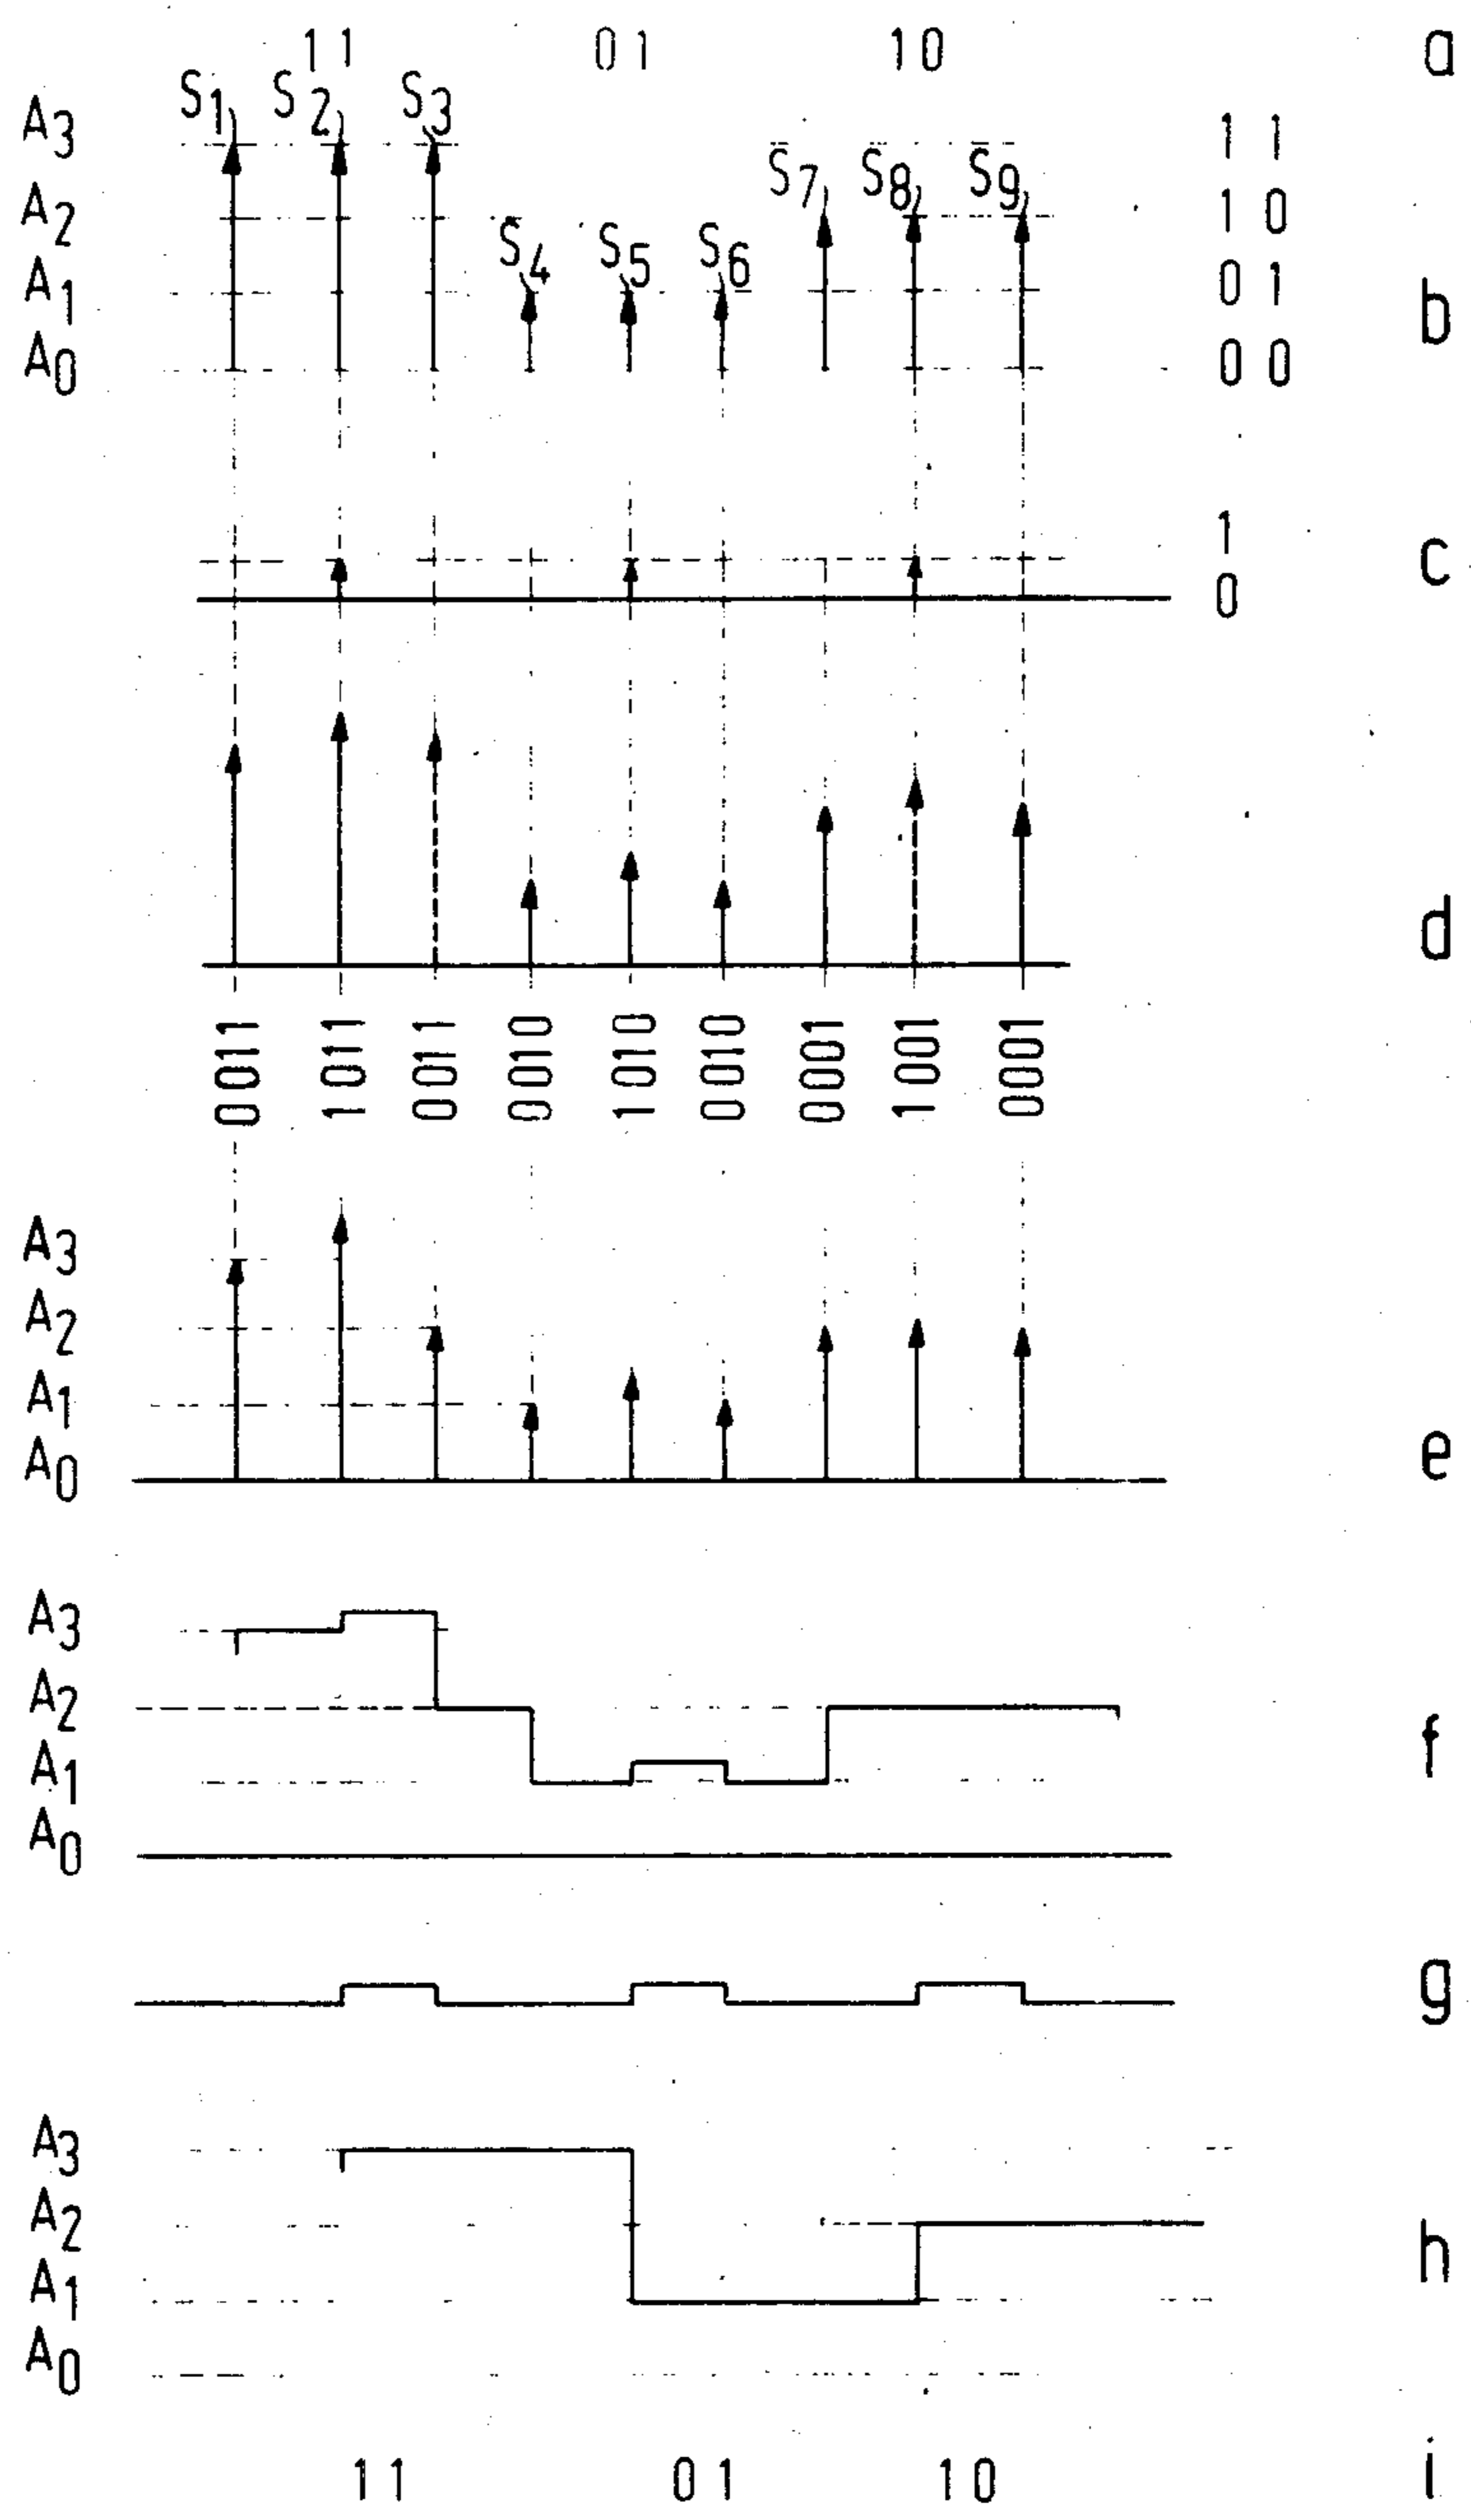 11 01 10 a
S1 S2 S3
A3 11
S7 S8 S9
A2 10
S4 S5 S6
A1 01 b
A0 00
1 c
0
d
0011 1011 0011 0010 1010 0010 0001 1001 0001
A3
A2
A1
A0 e
A3
A2
A1 f
A0
g
A3
A2
A1 h
A0
11 01 10 i